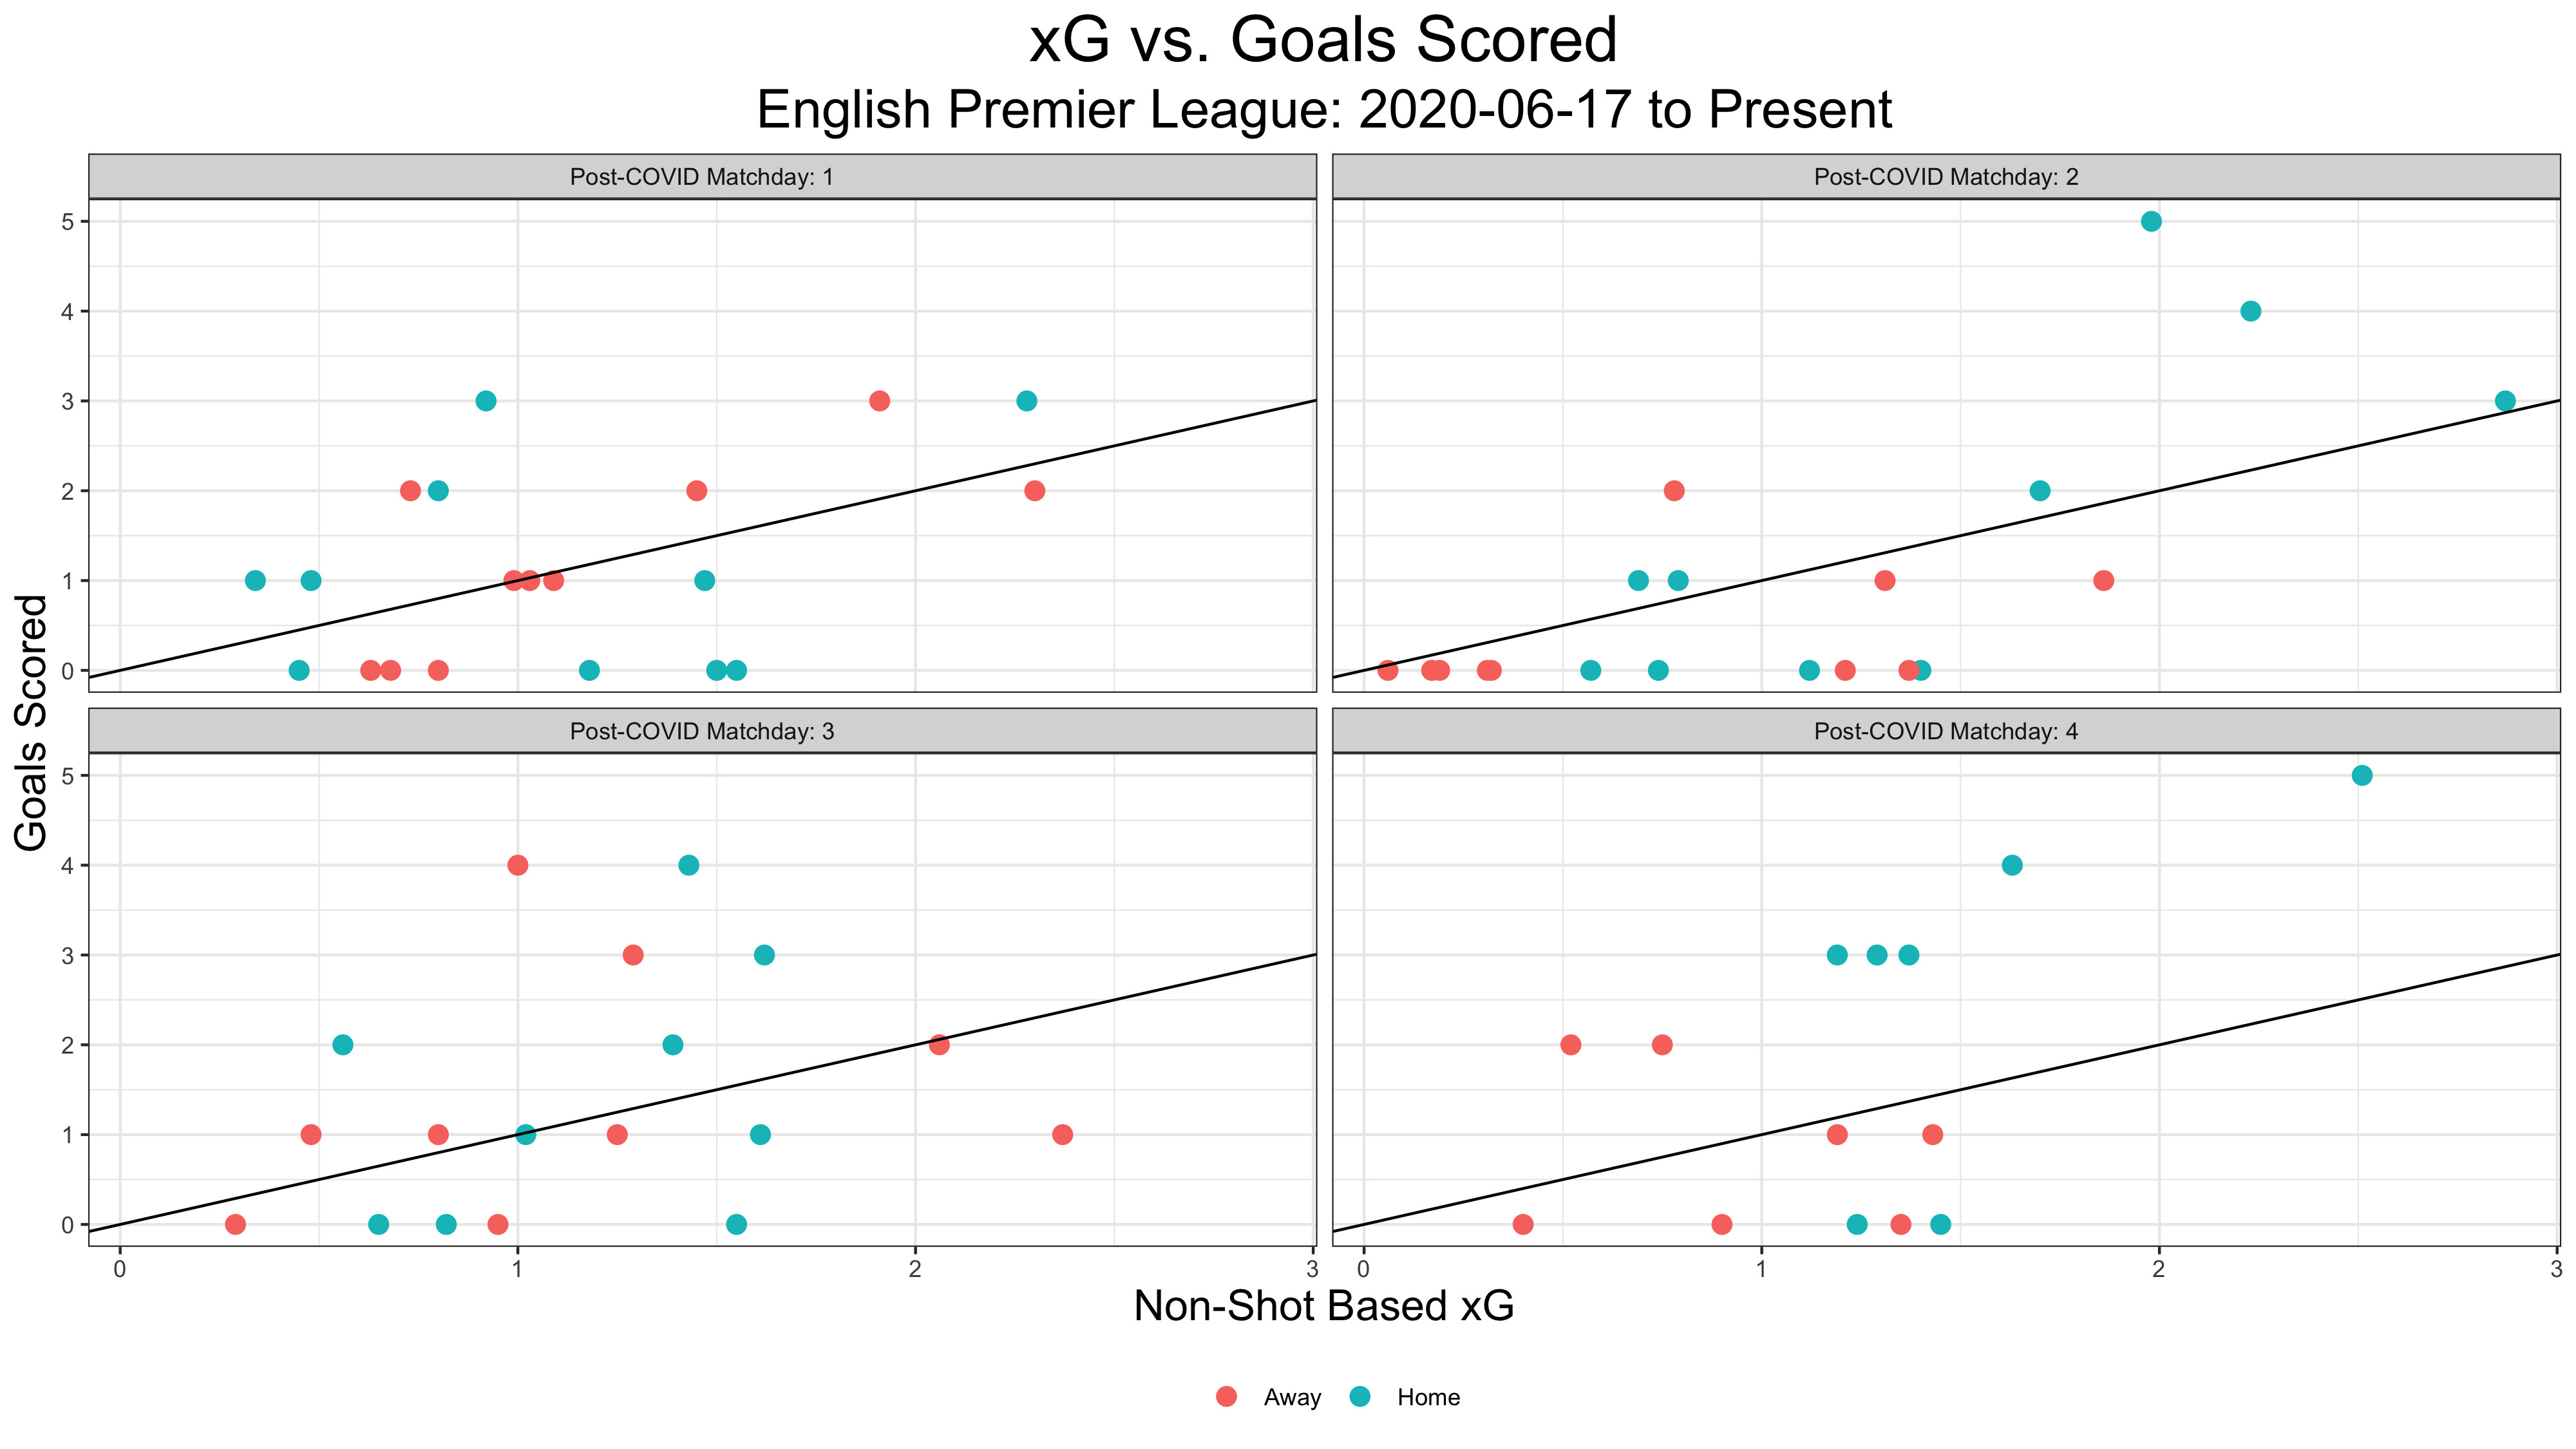 xG vs. Goals Scored
English Premier League: 2020-06-17 to Present
Post-COVID Matchday: 1
Post-COVID Matchday: 2
5
4
3
2
1
0
Post-COVID Matchday: 3
Post-COVID Matchday: 4
5
4
3
2
1
0
Goals Scored
0 1 2 3 0 1 2 3
Non-Shot Based xG
Away Home